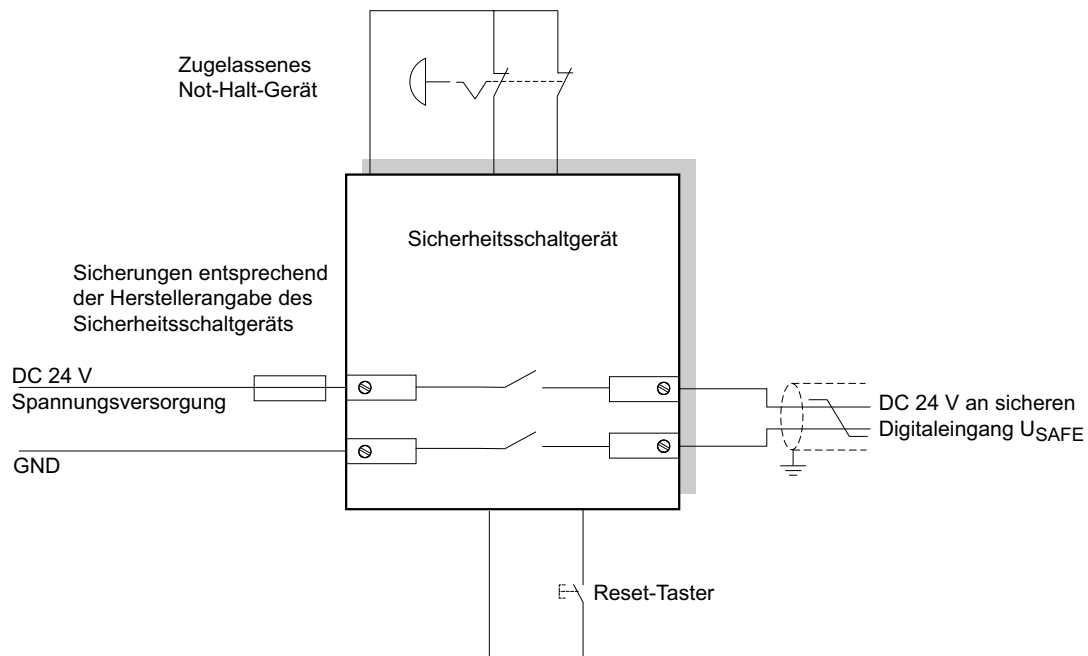 Zugelassenes
Not-Halt-Gerät
Sicherheitsschaltgerät
Sicherungen entsprechend
der Herstellerangabe des
Sicherheitsschaltgeräts
DC 24 V
Spannungsversorgung
GND
DC 24 V an sicheren
Digitaleingang USAFE
Reset-Taster